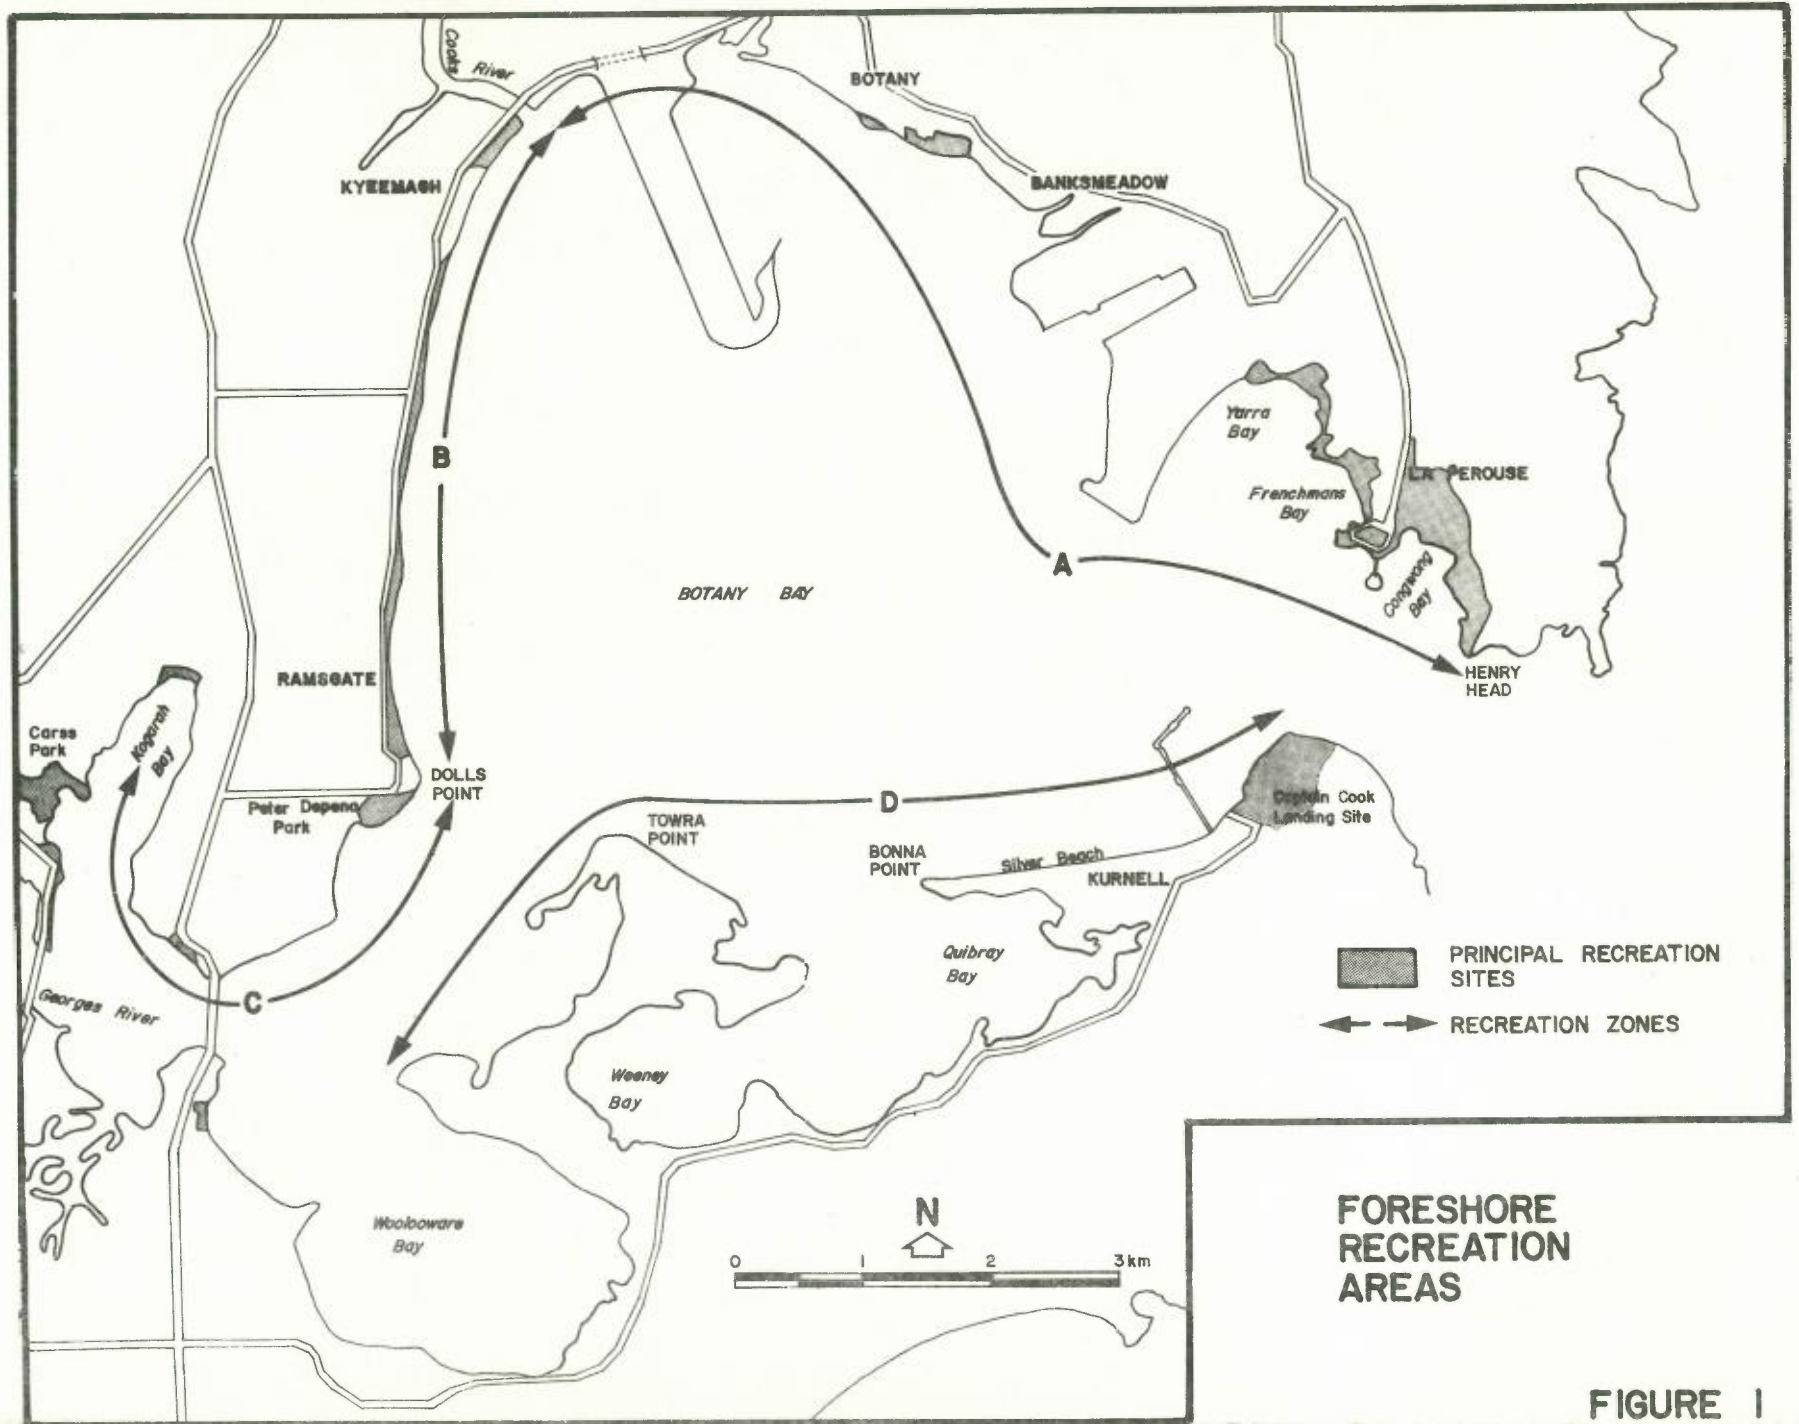 Cooks
River
BOTANY
KYEEMAGH
BANKSMEADOW
Yarra
Bay
B
LA PEROUSE
Frenchmans
Bay
A
Congwong
Bay
BOTANY BAY
HENRY
HEAD
RAMSGATE
Carss
Park
Kogarah
Bay
DOLLS
POINT
Peter Depena
Park
D
TOWRA
POINT
Captain Cook
Landing Site
BONNA
POINT
Silver Beach
KURNELL
Quibray
Bay
PRINCIPAL RECREATION
SITES
RECREATION ZONES
C
Georges River
Weeney
Bay
Woolooware
Bay
N
0 1 2 3 km
FORESHORE
RECREATION
AREAS
FIGURE 1